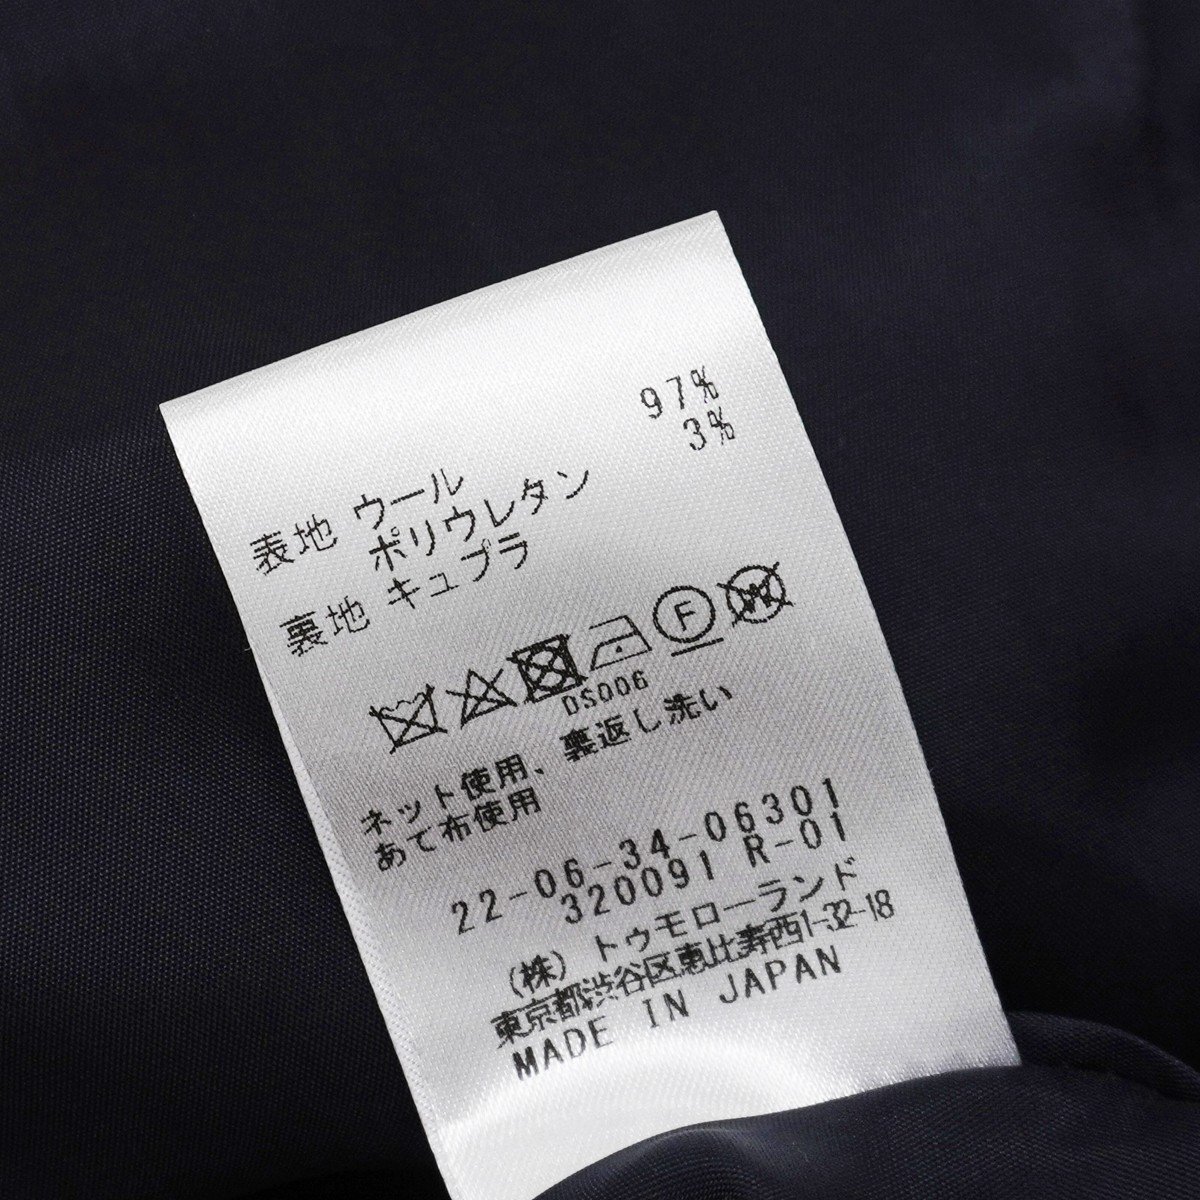 表地 ウール 97%
ポリウレタン 3%
裏地 キュプラ
F W
DS006
ネット使用、裏返し洗い
あて布使用
22-06-34-06301
320091 R-01
(株) トゥモローランド
東京都渋谷区恵比寿西1-32-18
MADE IN JAPAN